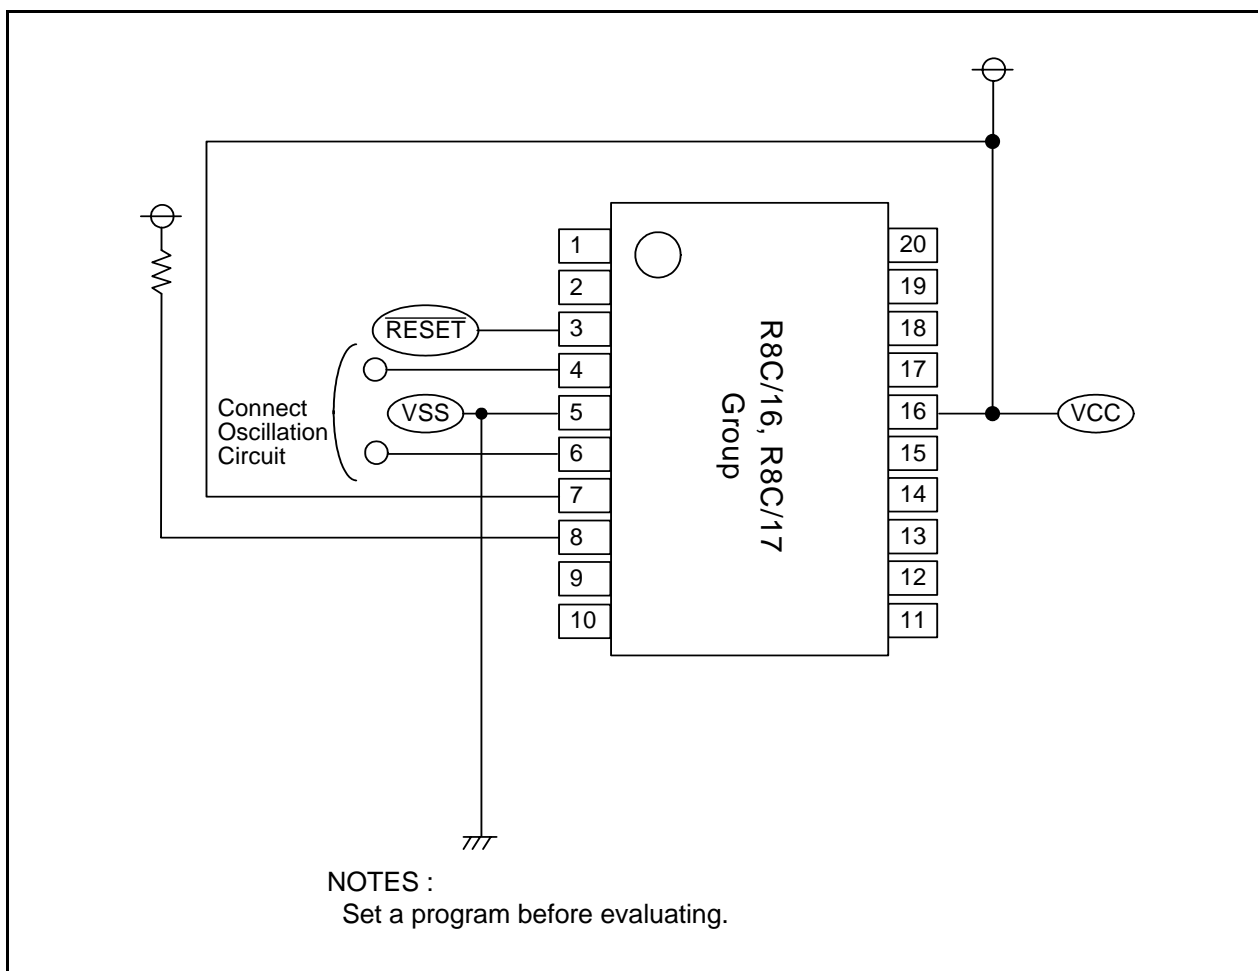 1
2
3
4
5
6
7
8
9
10
20
19
18
17
16
15
14
13
12
11
RESET
VSS
VCC
Connect
Oscillation
Circuit
R8C/16, R8C/17
Group
NOTES :
Set a program before evaluating.